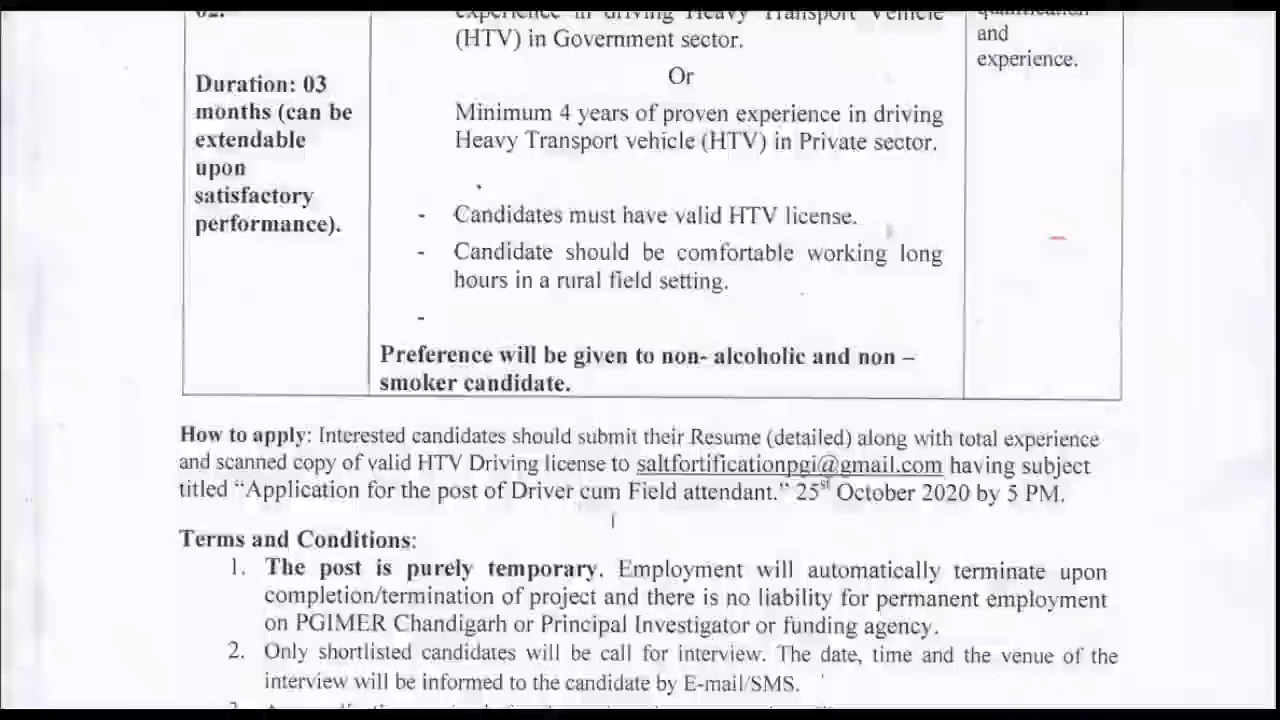 02.
experience in driving Heavy Transport Vehicle
(HTV) in Government sector.
Or
Minimum 4 years of proven experience in driving
Heavy Transport vehicle (HTV) in Private sector.
- Candidates must have valid HTV license.
- Candidate should be comfortable working long
hours in a rural field setting.
-
Preference will be given to non- alcoholic and non –
smoker candidate.
Duration: 03
months (can be
extendable
upon
satisfactory
performance).
qualification
and
experience.
How to apply: Interested candidates should submit their Resume (detailed) along with total experience
and scanned copy of valid HTV Driving license to saltfortificationpgi@gmail.com having subject
titled “Application for the post of Driver cum Field attendant.” 25st October 2020 by 5 PM.
Terms and Conditions:
1. The post is purely temporary. Employment will automatically terminate upon
completion/termination of project and there is no liability for permanent employment
on PGIMER Chandigarh or Principal Investigator or funding agency.
2. Only shortlisted candidates will be call for interview. The date, time and the venue of the
interview will be informed to the candidate by E-mail/SMS.